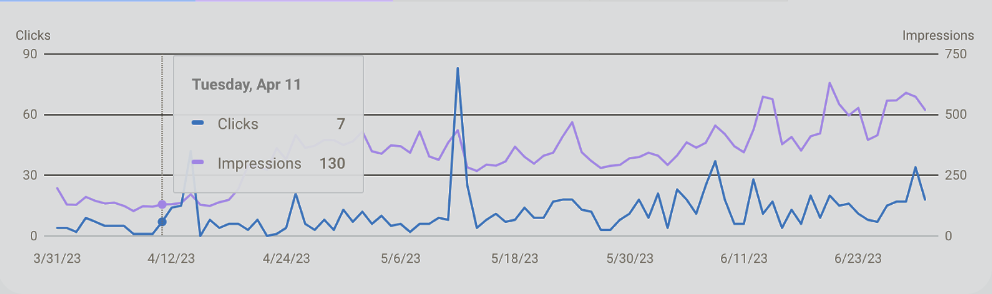 Clicks Impressions
90 750
Tuesday, Apr 11
60 500
Clicks 7
Impressions 130
30 250
0 0
3/31/23 4/12/23 4/24/23 5/6/23 5/18/23 5/30/23 6/11/23 6/23/23